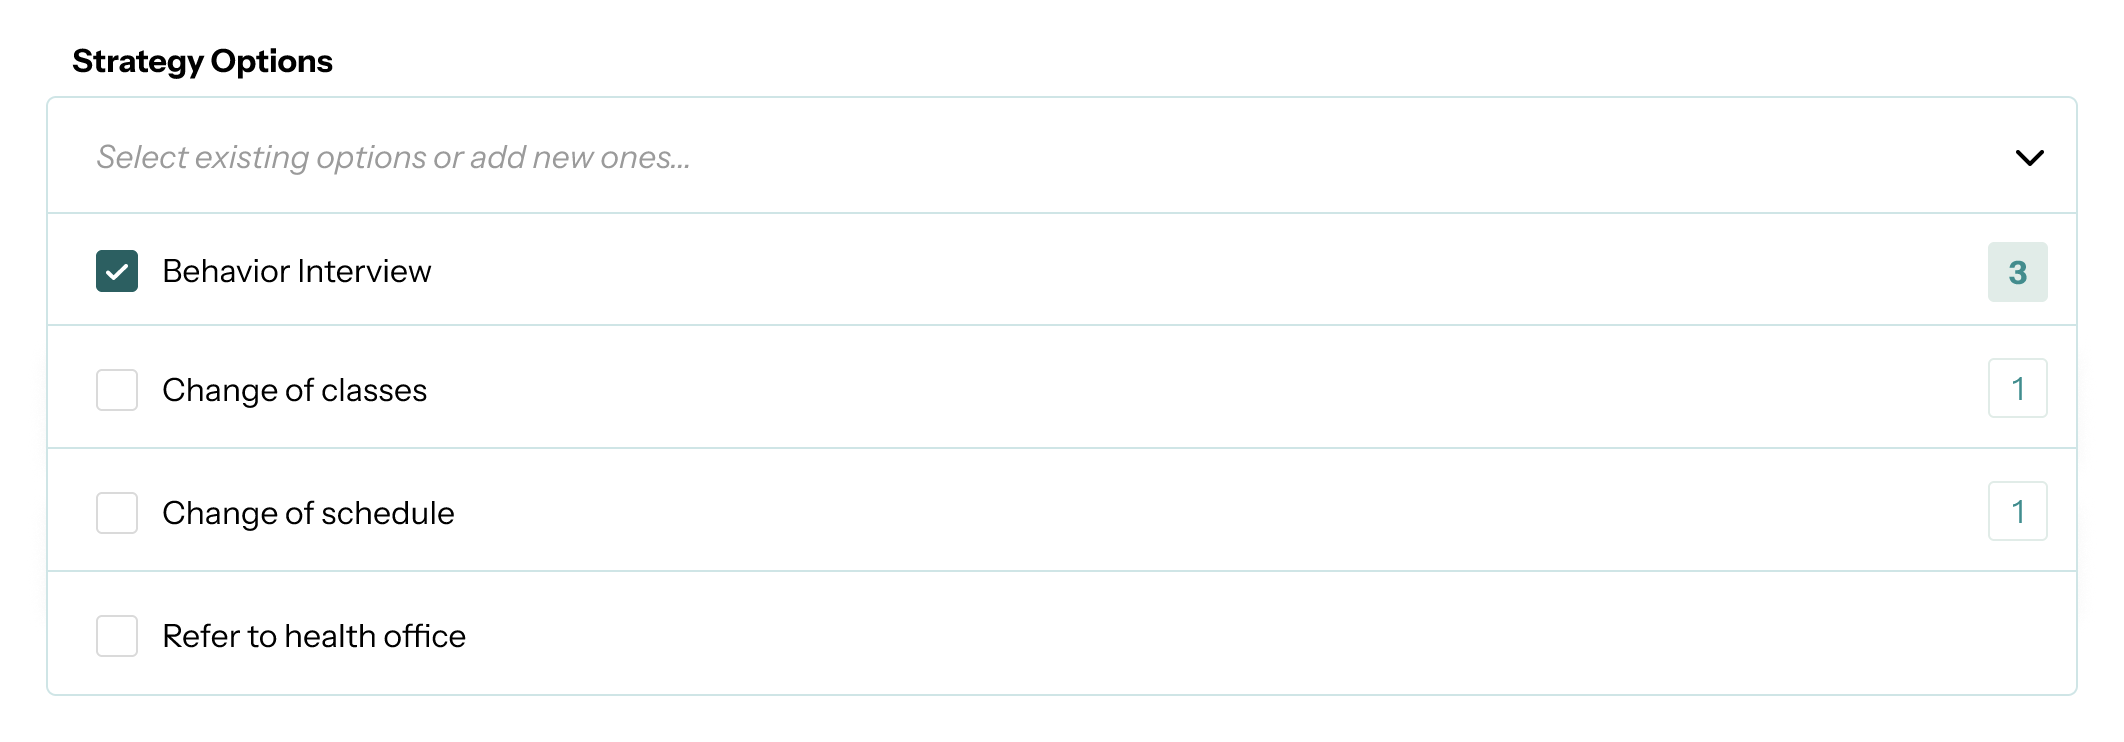 Strategy Options
Select existing options or add new ones...
Behavior Interview 3
Change of classes 1
Change of schedule 1
Refer to health office